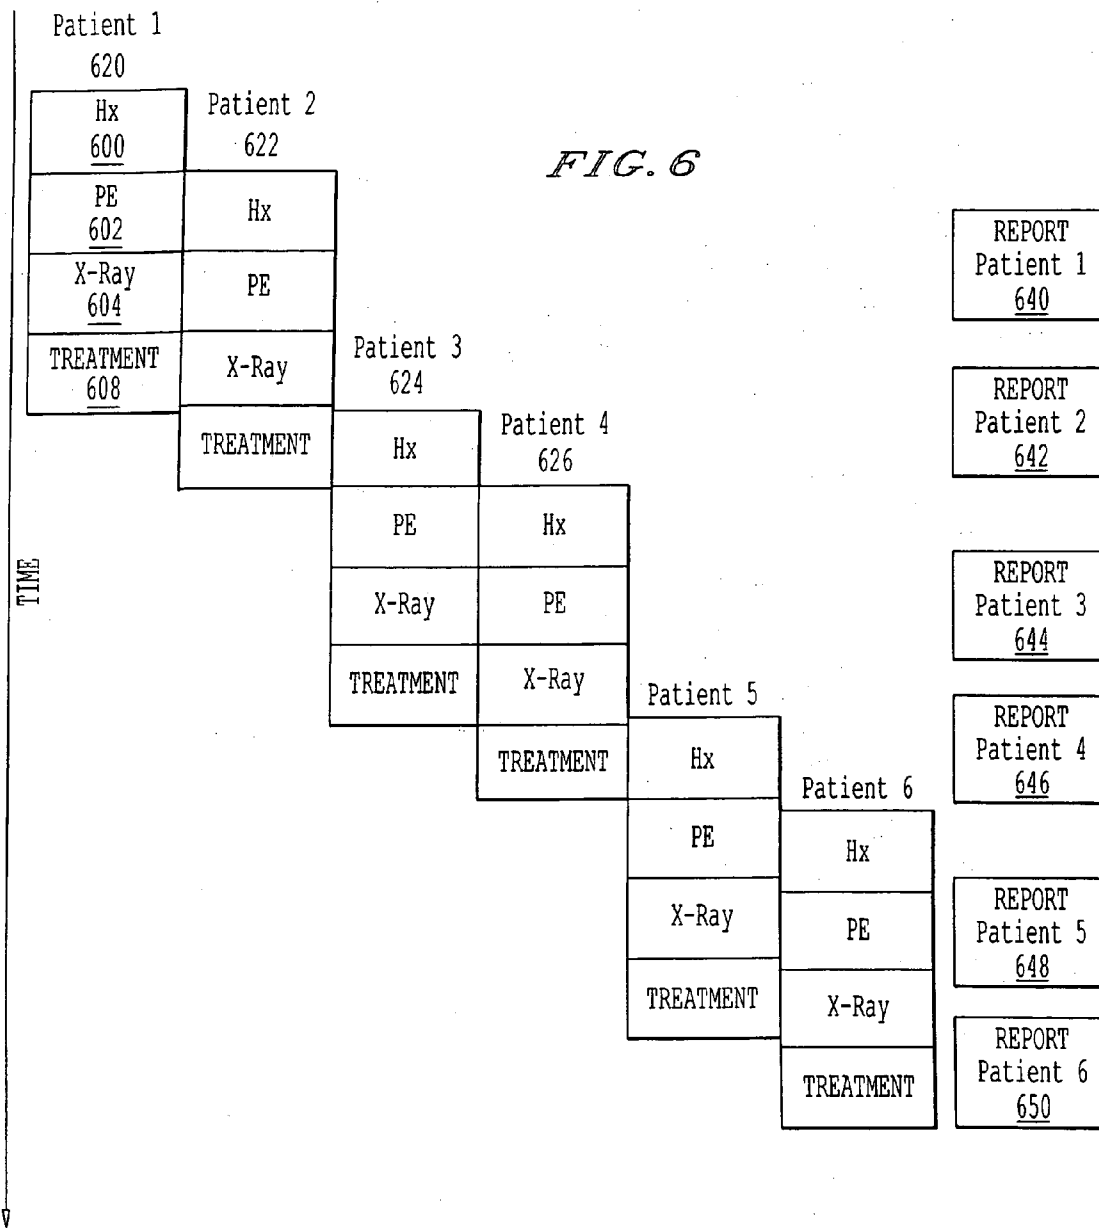 Patient 1
620
Hx
600
PE
602
X-Ray
604
TREATMENT
608
Patient 2
622
Hx
PE
X-Ray
TREATMENT
FIG. 6
Patient 3
624
Hx
PE
X-Ray
TREATMENT
Patient 4
626
Hx
PE
X-Ray
TREATMENT
Patient 5
Hx
PE
X-Ray
TREATMENT
Patient 6
Hx
PE
X-Ray
TREATMENT
REPORT
Patient 1
640
REPORT
Patient 2
642
REPORT
Patient 3
644
REPORT
Patient 4
646
REPORT
Patient 5
648
REPORT
Patient 6
650
TIME